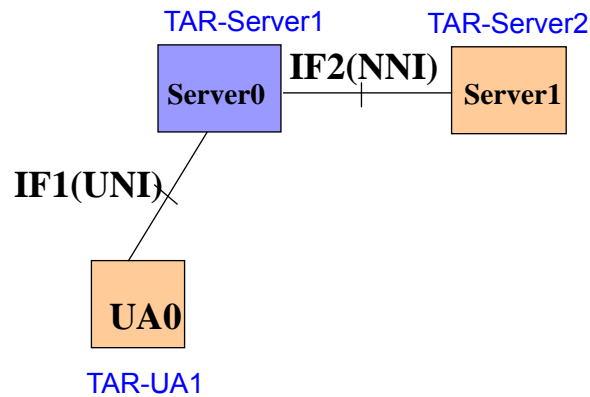 TAR-Server1
TAR-Server2
IF2(NNI)
Server0
Server1
IF1(UNI)
UA0
TAR-UA1